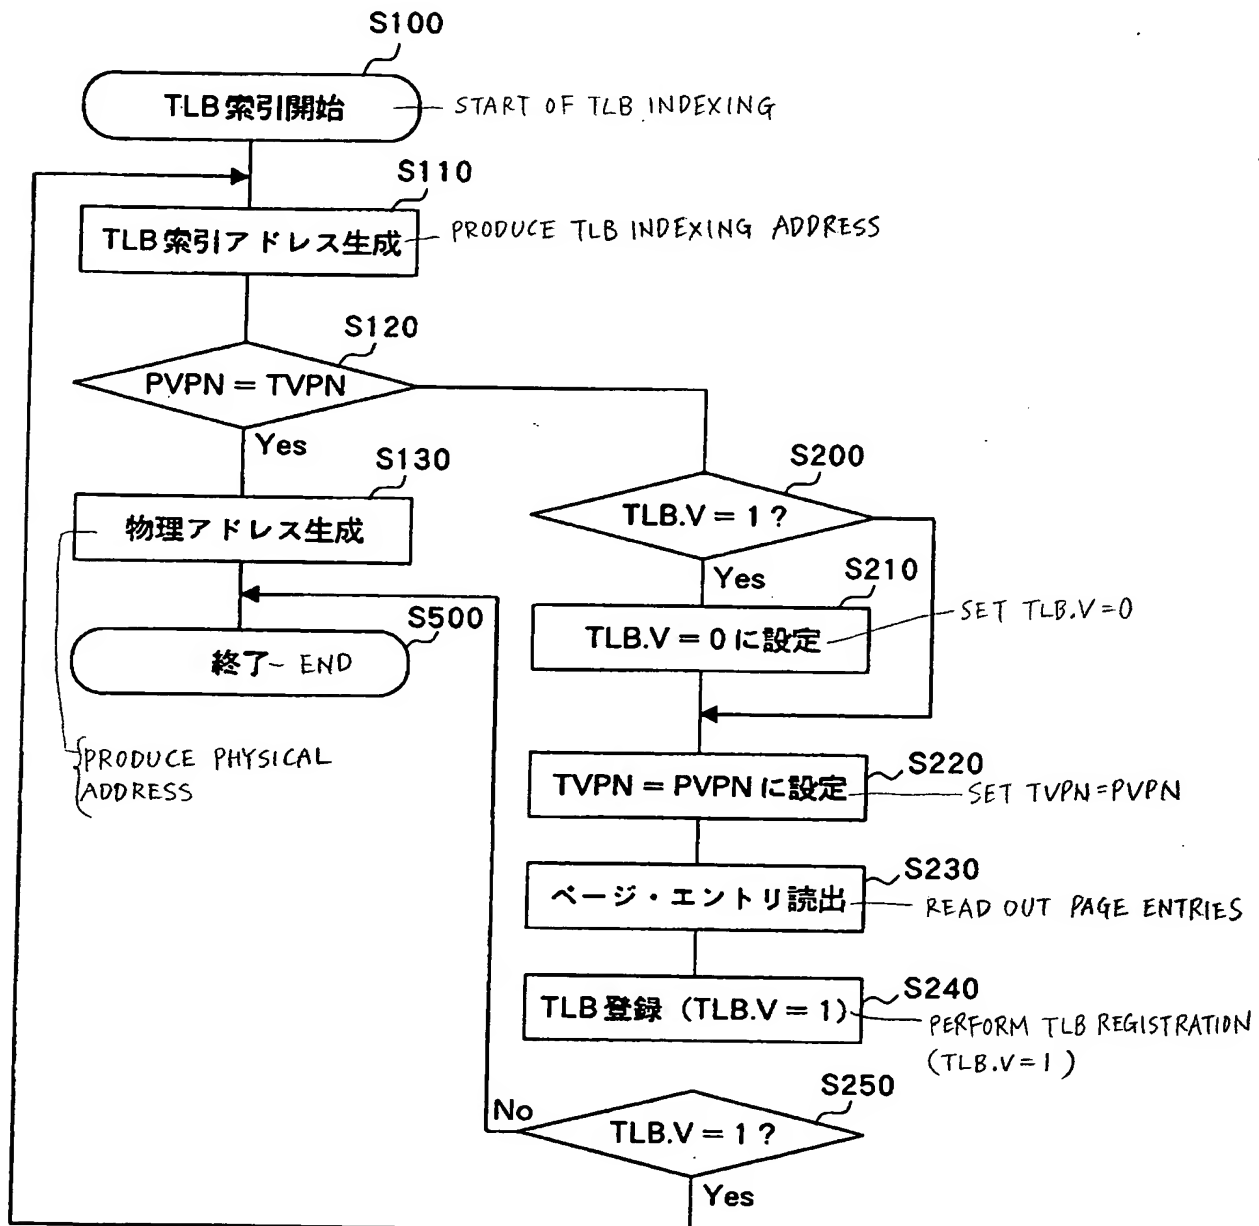 S100
TLB索引開始
START OF TLB INDEXING
S110
TLB索引アドレス生成
PRODUCE TLB INDEXING ADDRESS
S120
PVPN = TVPN
Yes
S130
物理アドレス生成
S200
TLB.V = 1 ?
Yes
S210
TLB.V = 0 に設定
SET TLB.V=0
S500
終了
END
PRODUCE PHYSICAL
ADDRESS
S220
TVPN = PVPN に設定
SET TVPN=PVPN
S230
ページ・エントリ読出
READ OUT PAGE ENTRIES
S240
TLB登録 (TLB.V = 1)
PERFORM TLB REGISTRATION
(TLB.V=1)
S250
No
TLB.V = 1 ?
Yes